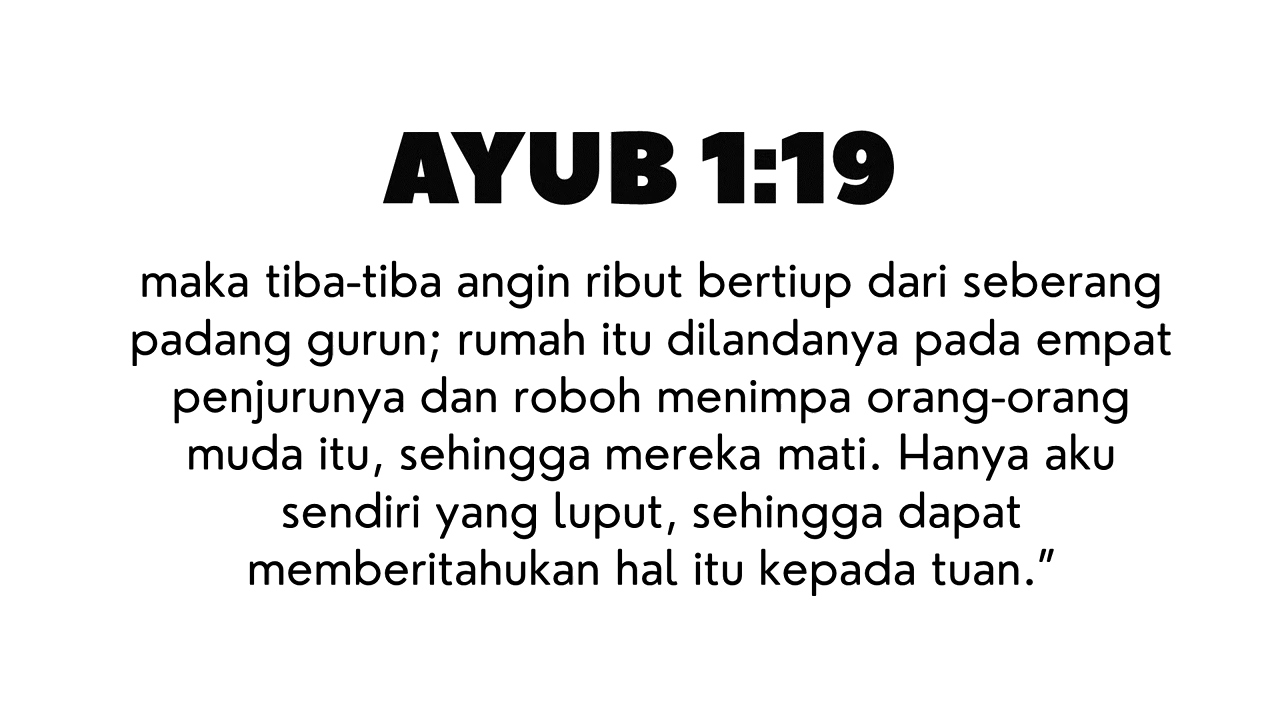 AYUB 1:19
maka tiba-tiba angin ribut bertiup dari seberang
padang gurun; rumah itu dilandanya pada empat
penjurunya dan roboh menimpa orang-orang
muda itu, sehingga mereka mati. Hanya aku
sendiri yang luput, sehingga dapat
memberitahukan hal itu kepada tuan.”